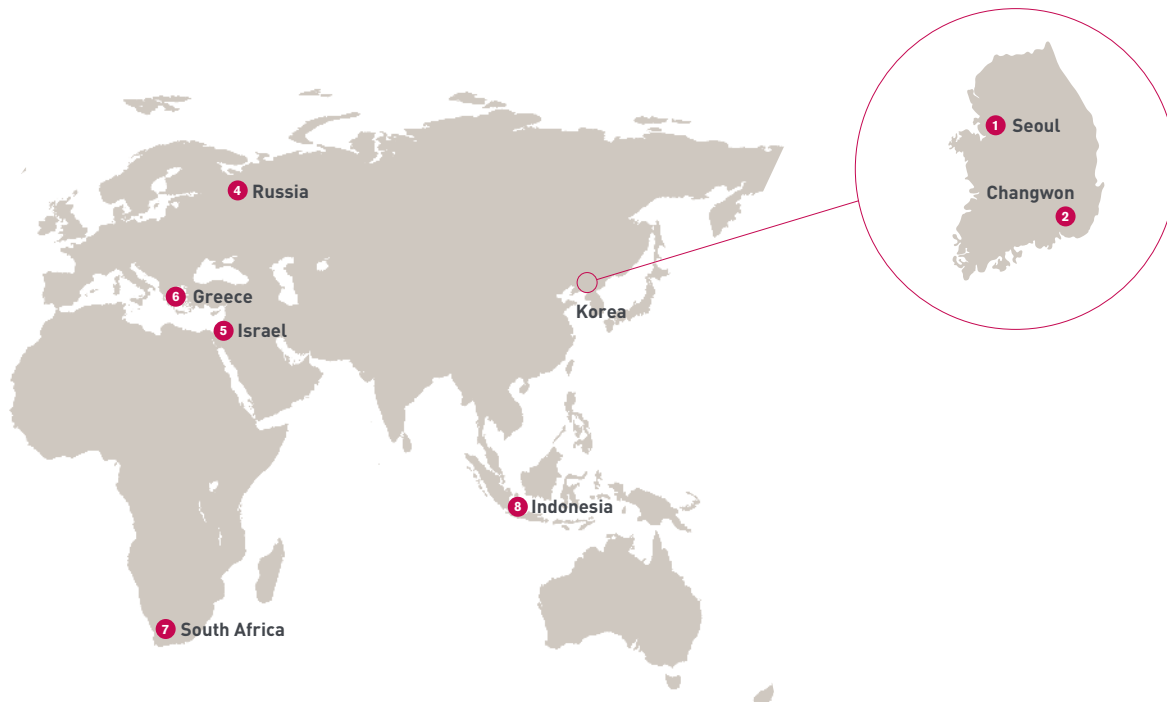 1 Seoul
Changwon
2
4 Russia
6 Greece
Korea
5 Israel
8 Indonesia
7 South Africa